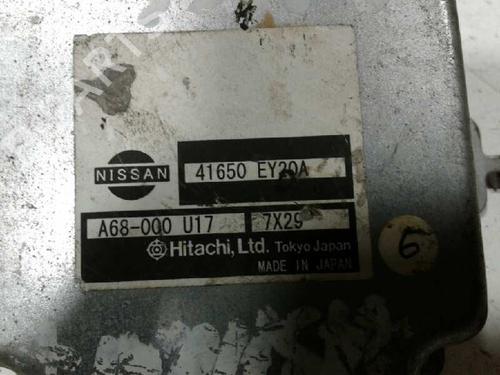 NISSAN
41650 EY20A
A68-000 U17 7X29
Hitachi, Ltd. Tokyo Japan
MADE IN JAPAN
6